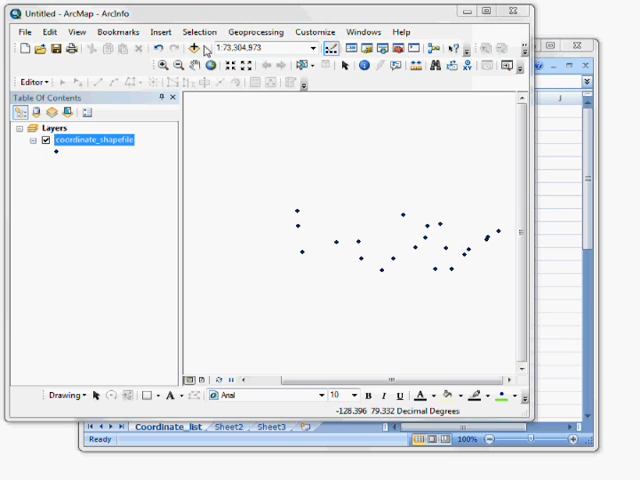 Untitled - ArcMap - ArcInfo
File Edit View Bookmarks Insert Selection Geoprocessing Customize Windows Help
1:73,304,973
Editor
Table Of Contents
Layers
coordinate_shapefile
J
Drawing Arial 10 B I U A
-128.396 79.332 Decimal Degrees
Coordinate_list Sheet2 Sheet3
Ready 100%